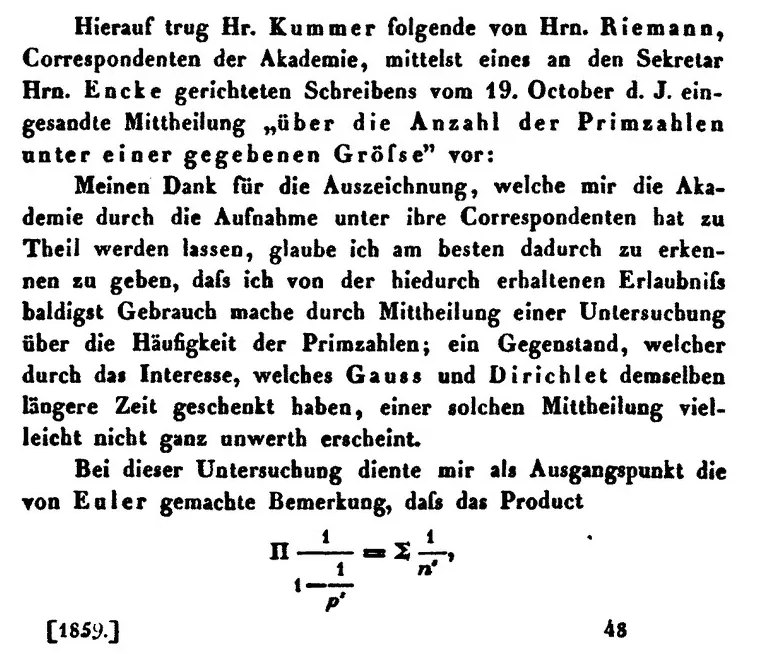 Hierauf trug Hr. Kummer folgende von Hrn. Riemann,
Correspondenten der Akademie, mittelst eines an den Sekretar
Hrn. Encke gerichteten Schreibens vom 19. October d. J. ein-
gesandte Mittheilung „über die Anzahl der Primzahlen
unter einer gegebenen Gröſse” vor:
Meinen Dank für die Auszeichnung, welche mir die Aka-
demie durch die Aufnahme unter ihre Correspondenten hat zu
Theil werden lassen, glaube ich am besten dadurch zu erken-
nen zu geben, daſs ich von der hiedurch erhaltenen Erlaubniſs
baldigst Gebrauch mache durch Mittheilung einer Untersuchung
über die Häufigkeit der Primzahlen; ein Gegenstand, welcher
durch das Interesse, welches Gauss und Dirichlet demselben
längere Zeit geschenkt haben, einer solchen Mittheilung viel-
leicht nicht ganz unwerth erscheint.
Bei dieser Untersuchung diente mir als Ausgangspunkt die
von Euler gemachte Bemerkung, daſs das Product
Π 1/(1 − 1/pˢ) = Σ 1/nˢ,
[1859.] 48